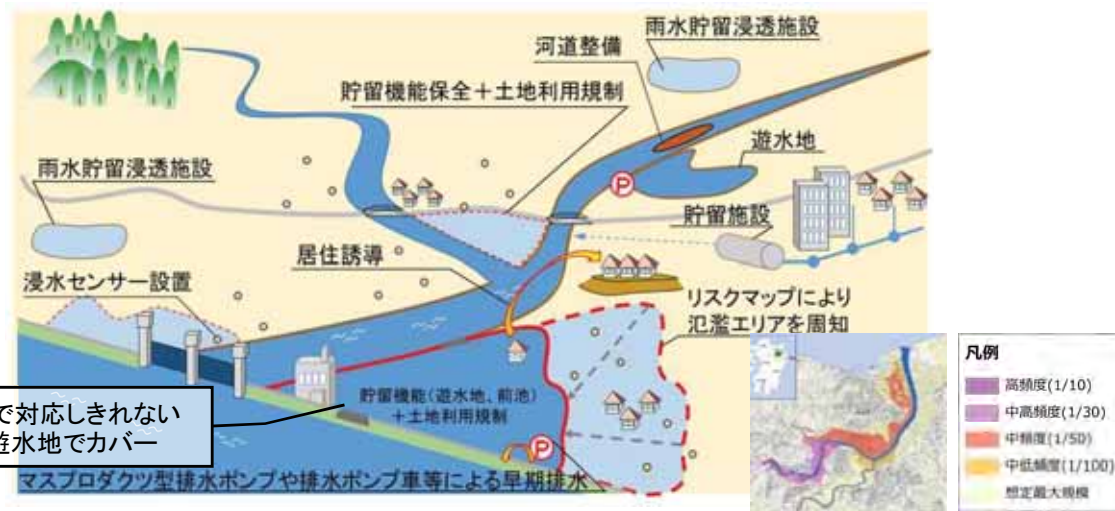 雨水貯留浸透施設
河道整備
貯留機能保全＋土地利用規制
遊水地
雨水貯留浸透施設
P
貯留施設
居住誘導
浸水センサー設置
リスクマップにより
氾濫エリアを周知
で対応しきれない
遊水地でカバー
貯留機能(遊水地、前池)
＋土地利用規制
P
マスプロダクツ型排水ポンプや排水ポンプ車等による早期排水
凡例
高頻度(1/10)
中高頻度(1/30)
中頻度(1/50)
中低頻度(1/100)
想定最大規模